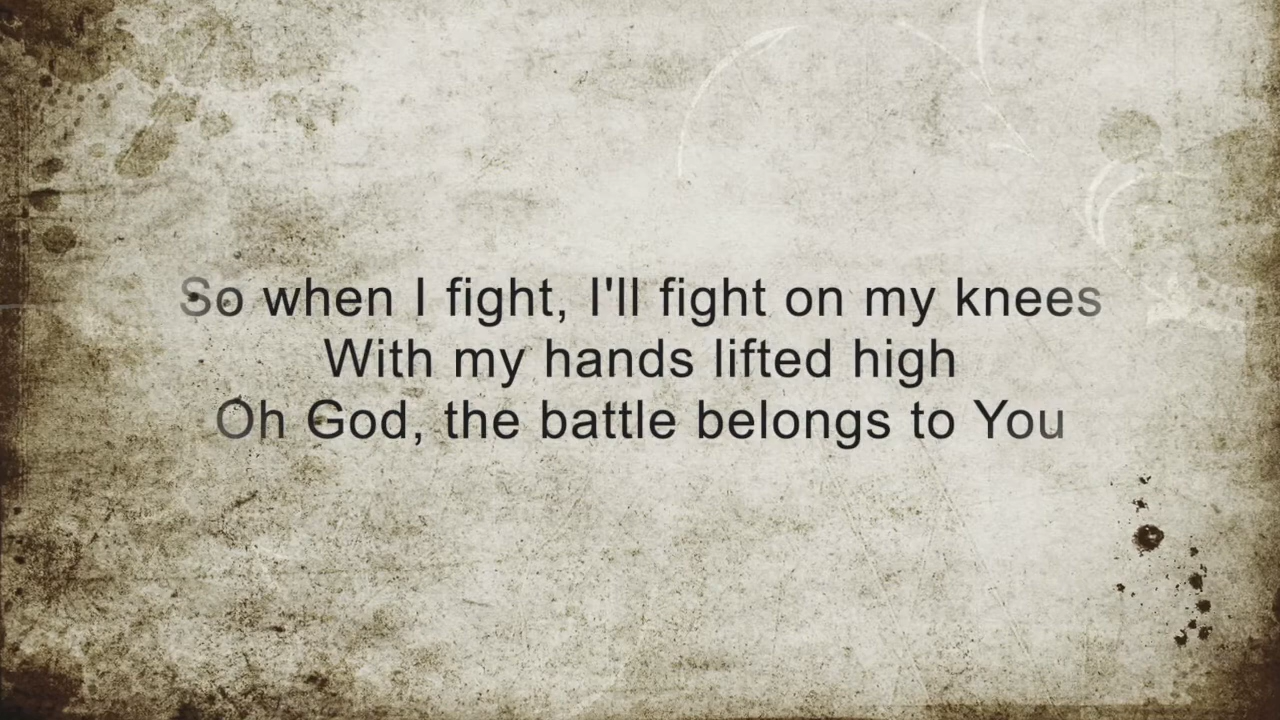 So when I fight, I'll fight on my knees
With my hands lifted high
Oh God, the battle belongs to You